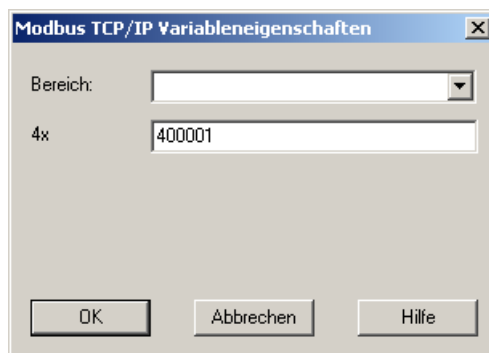 Modbus TCP/IP Variableneigenschaften
Bereich:
4x 400001
OK Abbrechen Hilfe